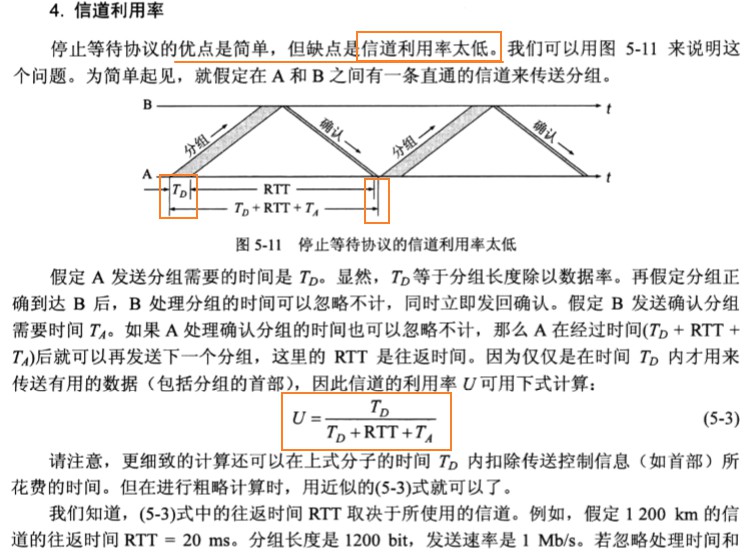 4. 信道利用率
停止等待协议的优点是简单，但缺点是信道利用率太低。我们可以用图 5-11 来说明这
个问题。为简单起见，就假定在 A 和 B 之间有一条直通的信道来传送分组。
B
t
分组
确认
分组
确认
A
t
T_D
RTT
T_D + RTT + T_A
图 5-11 停止等待协议的信道利用率太低
假定 A 发送分组需要的时间是 T_D。显然，T_D等于分组长度除以数据率。再假定分组正
确到达 B 后，B 处理分组的时间可以忽略不计，同时立即发回确认。假定 B 发送确认分组
需要时间 T_A。如果 A 处理确认分组的时间也可以忽略不计，那么 A 在经过时间(T_D + RTT +
T_A)后就可以再发送下一个分组，这里的 RTT 是往返时间。因为仅仅是在时间 T_D 内才用来
传送有用的数据（包括分组的首部），因此信道的利用率 U 可用下式计算：
U = T_D / (T_D + RTT + T_A) (5-3)
请注意，更细致的计算还可以在上式分子的时间 T_D 内扣除传送控制信息（如首部）所
花费的时间。但在进行粗略计算时，用近似的(5-3)式就可以了。
我们知道，(5-3)式中的往返时间 RTT 取决于所使用的信道。例如，假定 1 200 km 的信
道的往返时间 RTT = 20 ms。分组长度是 1200 bit，发送速率是 1 Mb/s。若忽略处理时间和